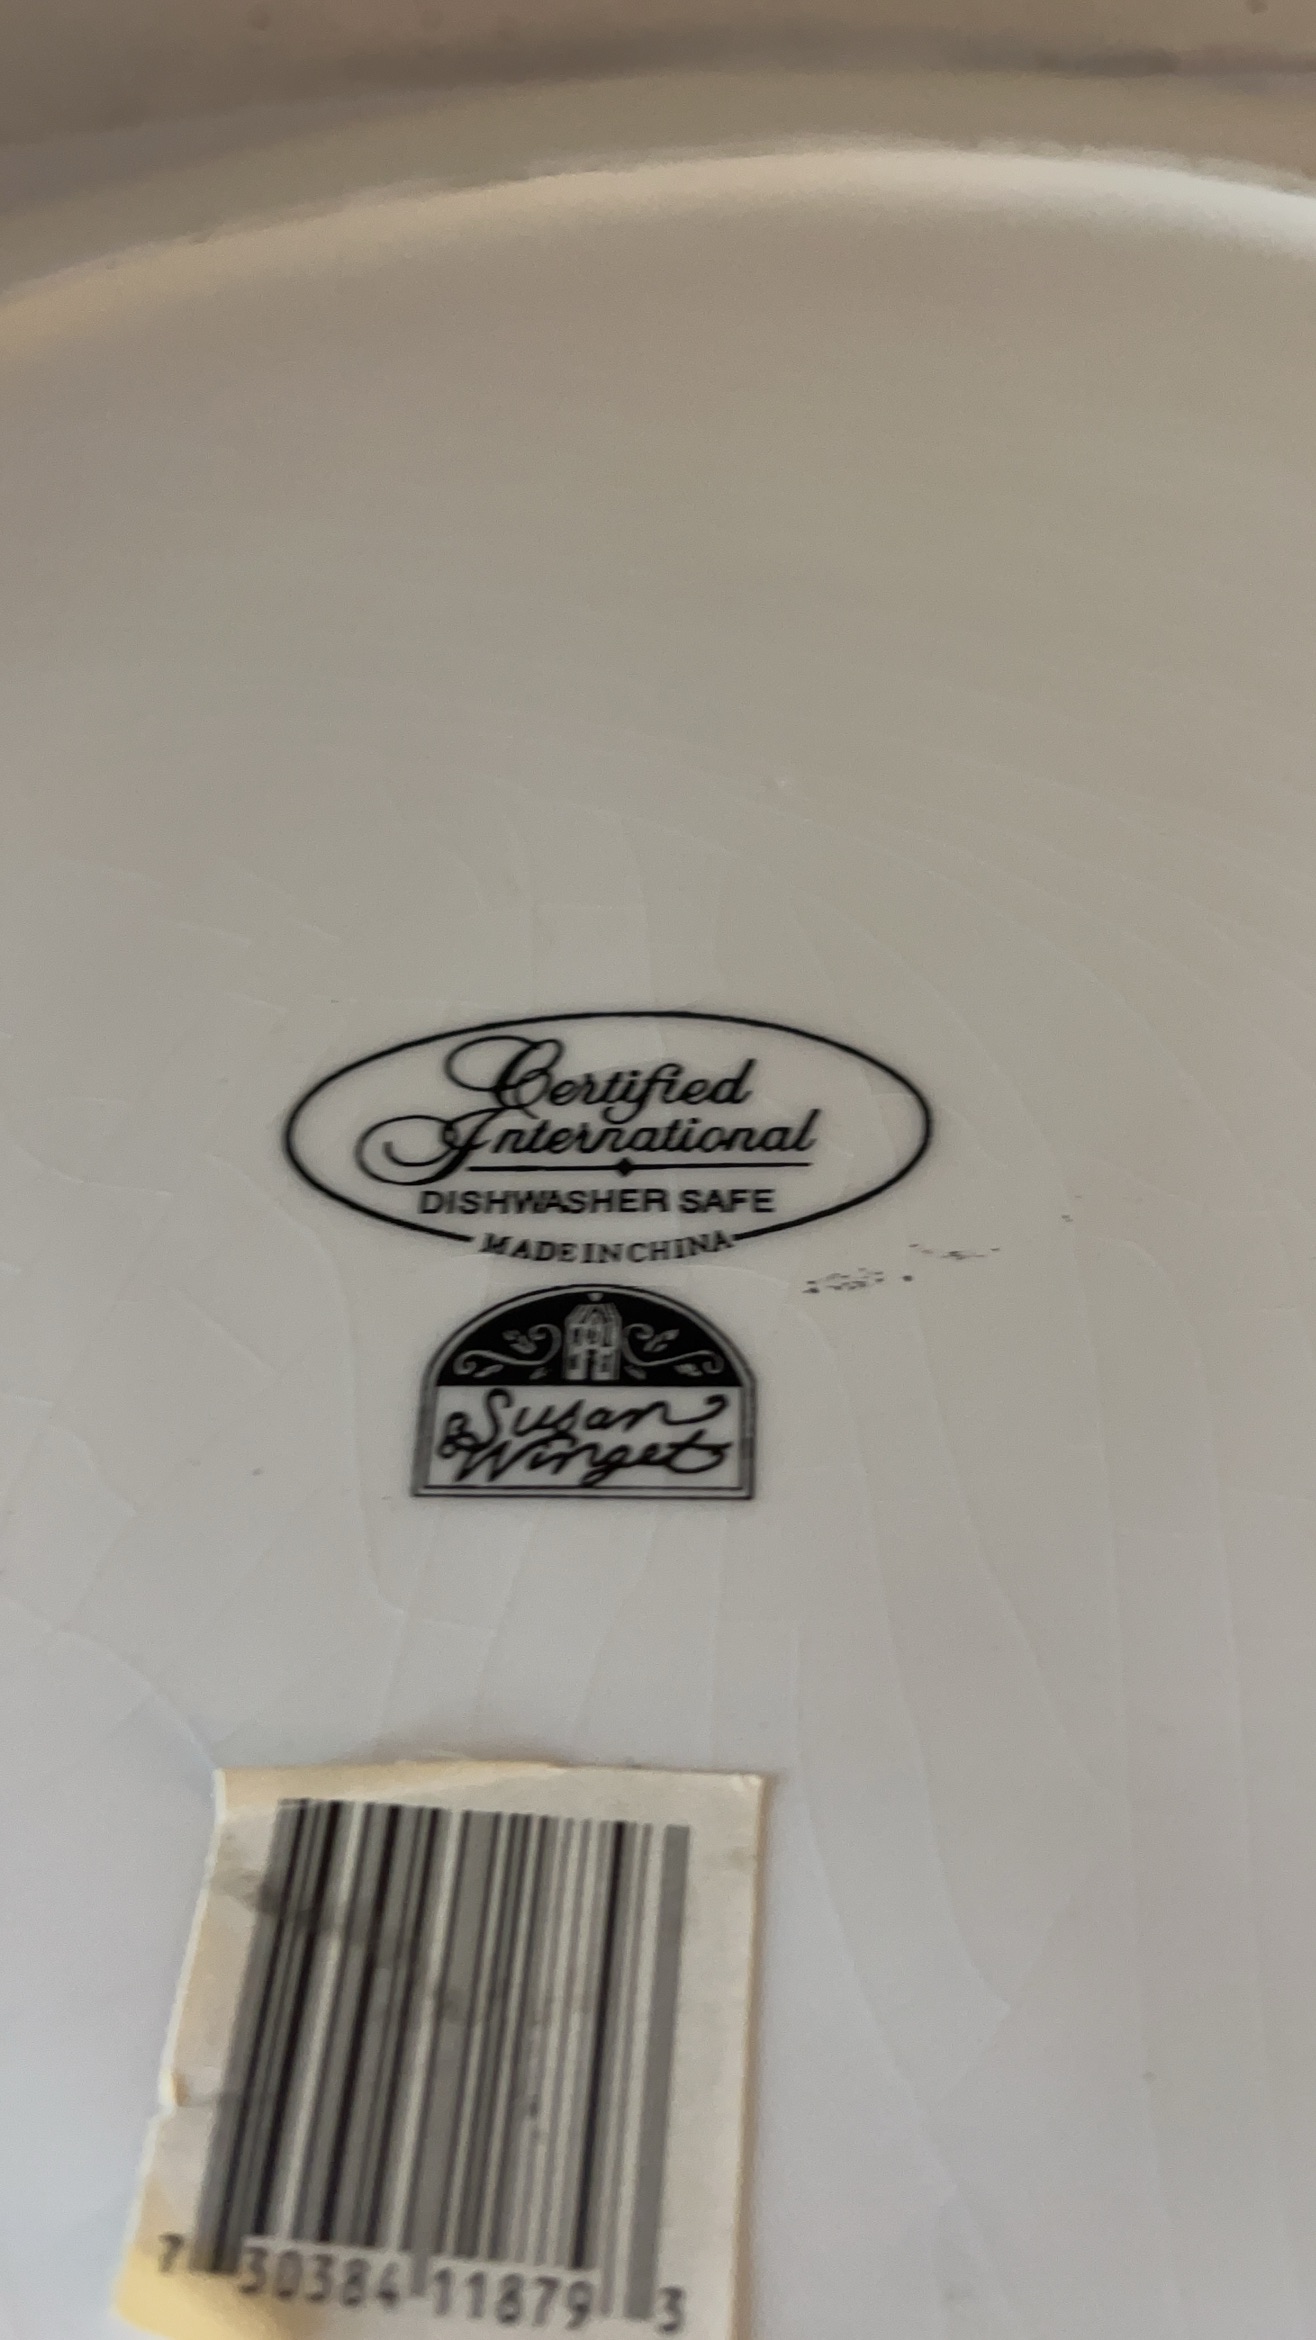 Certified
International
DISHWASHER SAFE
MADE IN CHINA
Susan
Winget
7 30384 11879 3